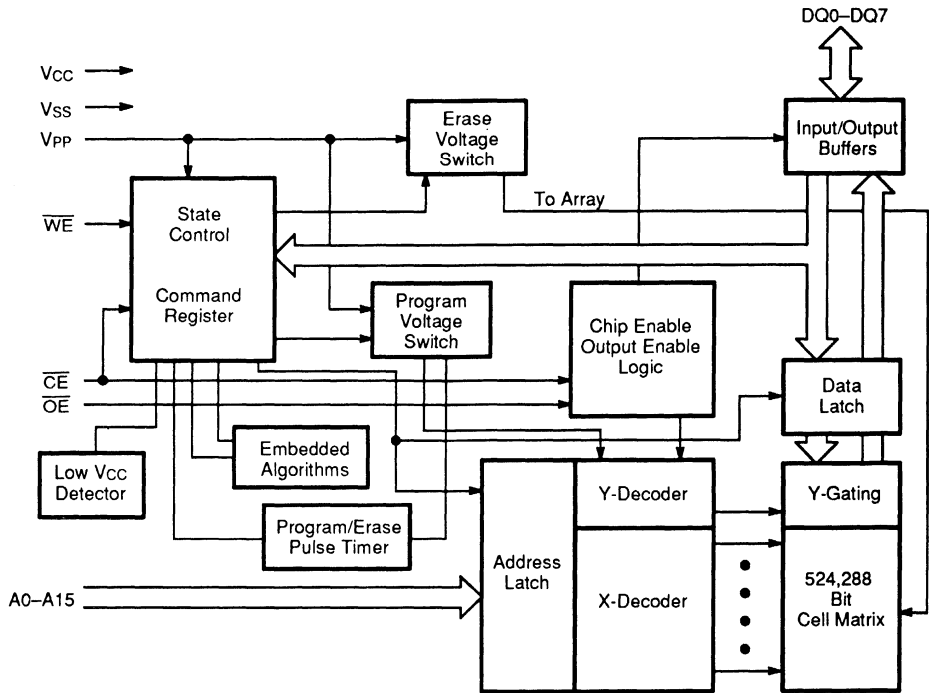 DQ0–DQ7
VCC
VSS
VPP
Erase
Voltage
Switch
Input/Output
Buffers
To Array
WE
State
Control
Command
Register
Program
Voltage
Switch
Chip Enable
Output Enable
Logic
CE
OE
Data
Latch
Embedded
Algorithms
Low VCC
Detector
Program/Erase
Pulse Timer
Y-Decoder
Y-Gating
Address
Latch
X-Decoder
524,288
Bit
Cell Matrix
A0–A15